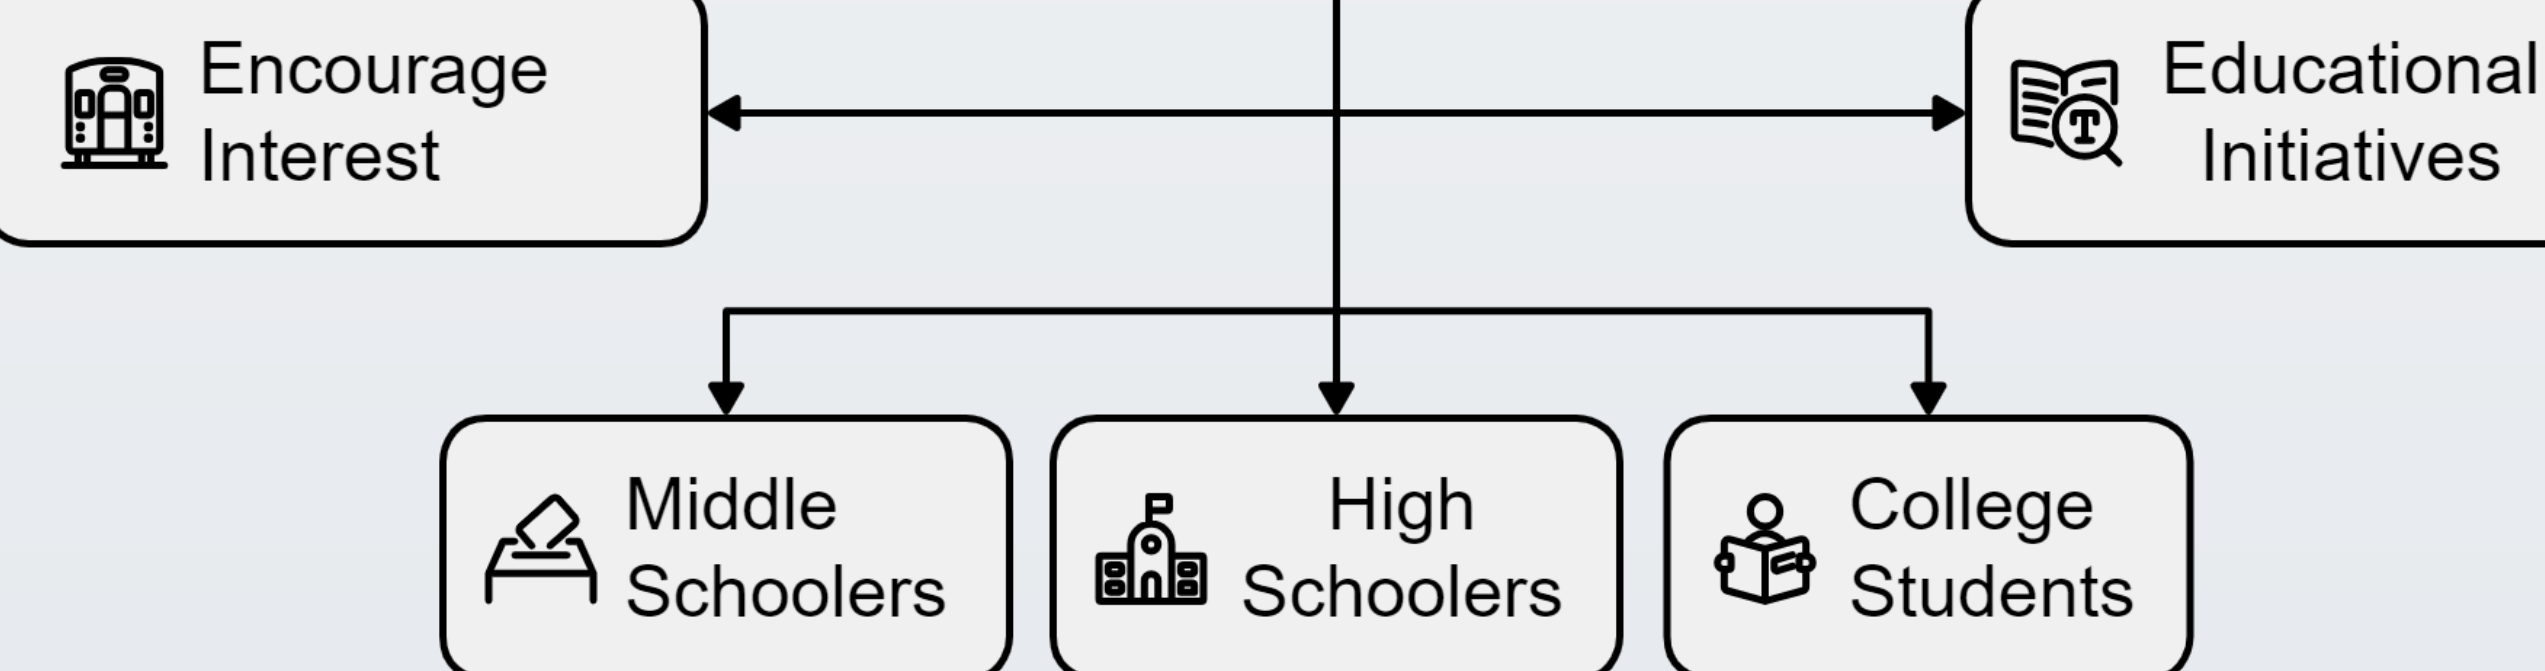 Encourage
Interest
Educational
Initiatives
Middle
Schoolers
High
Schoolers
College
Students